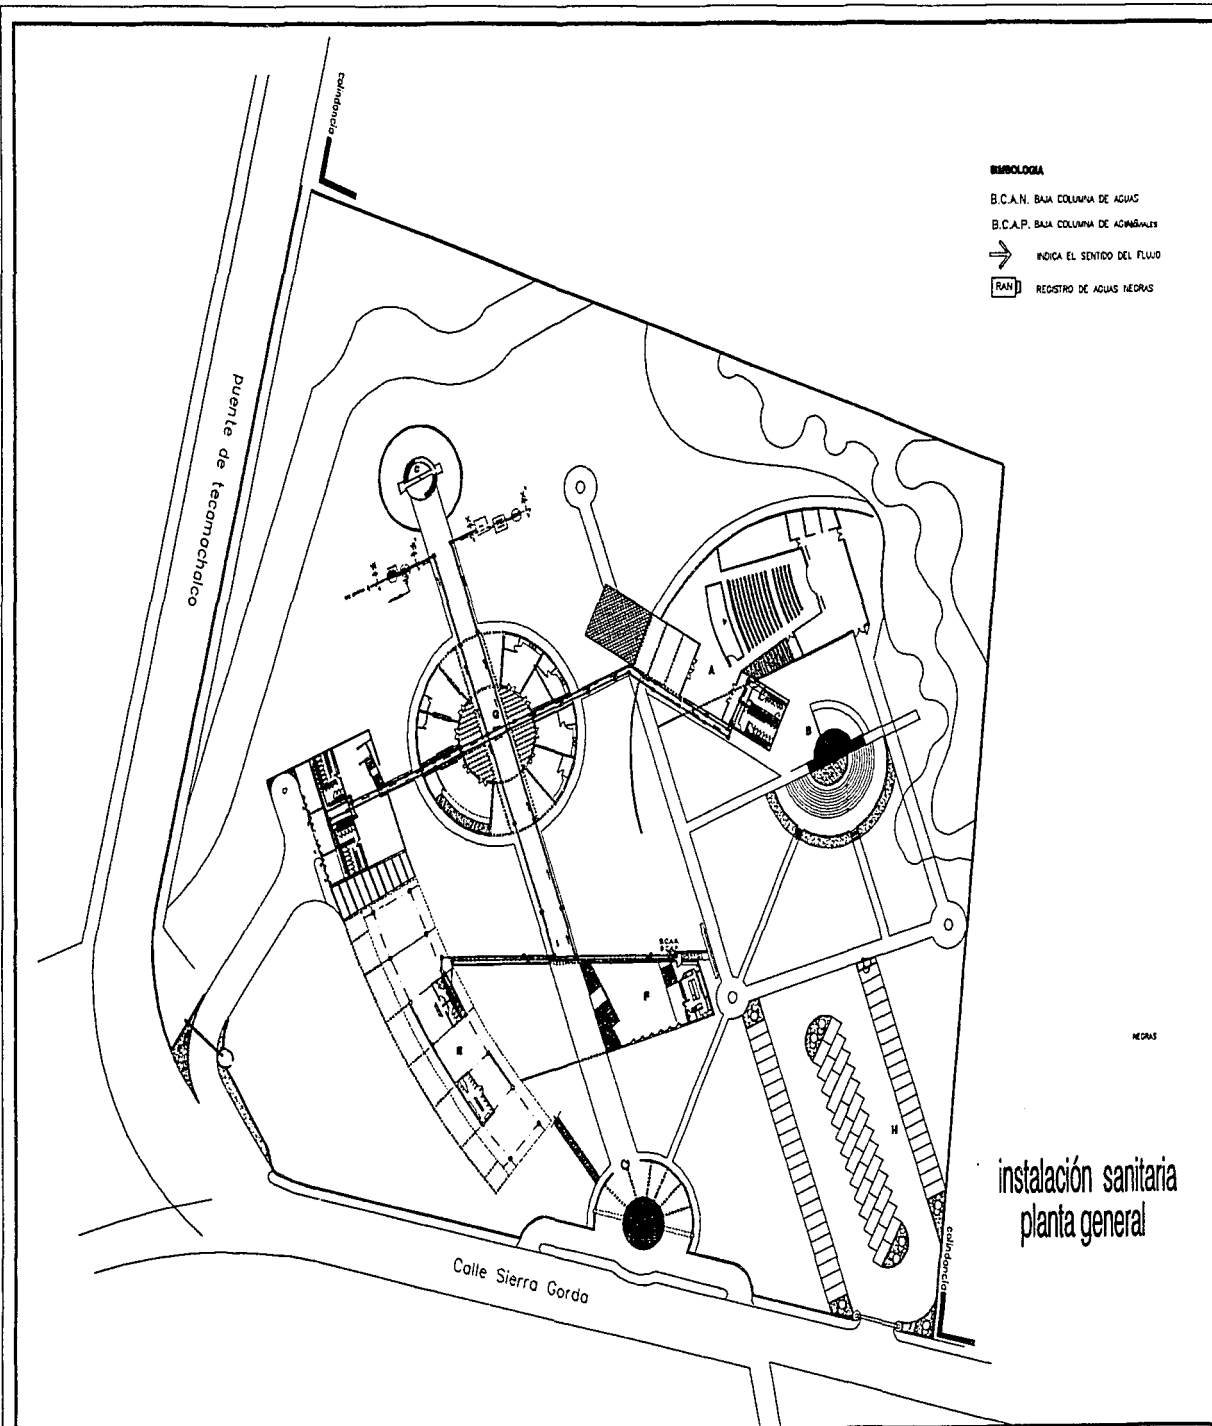 colindancia
SIMBOLOGIA
B.C.A.N. BAJA COLUMNA DE AGUAS
B.C.A.P. BAJA COLUMNA DE
INDICA EL SENTIDO DEL FLUJO
RAN REGISTRO DE AGUAS NEGRAS
puente de tecamachalco
C
G
A
B
F
H
NEGRAS
instalación sanitaria
planta general
colindancia
Calle Sierra Gorda